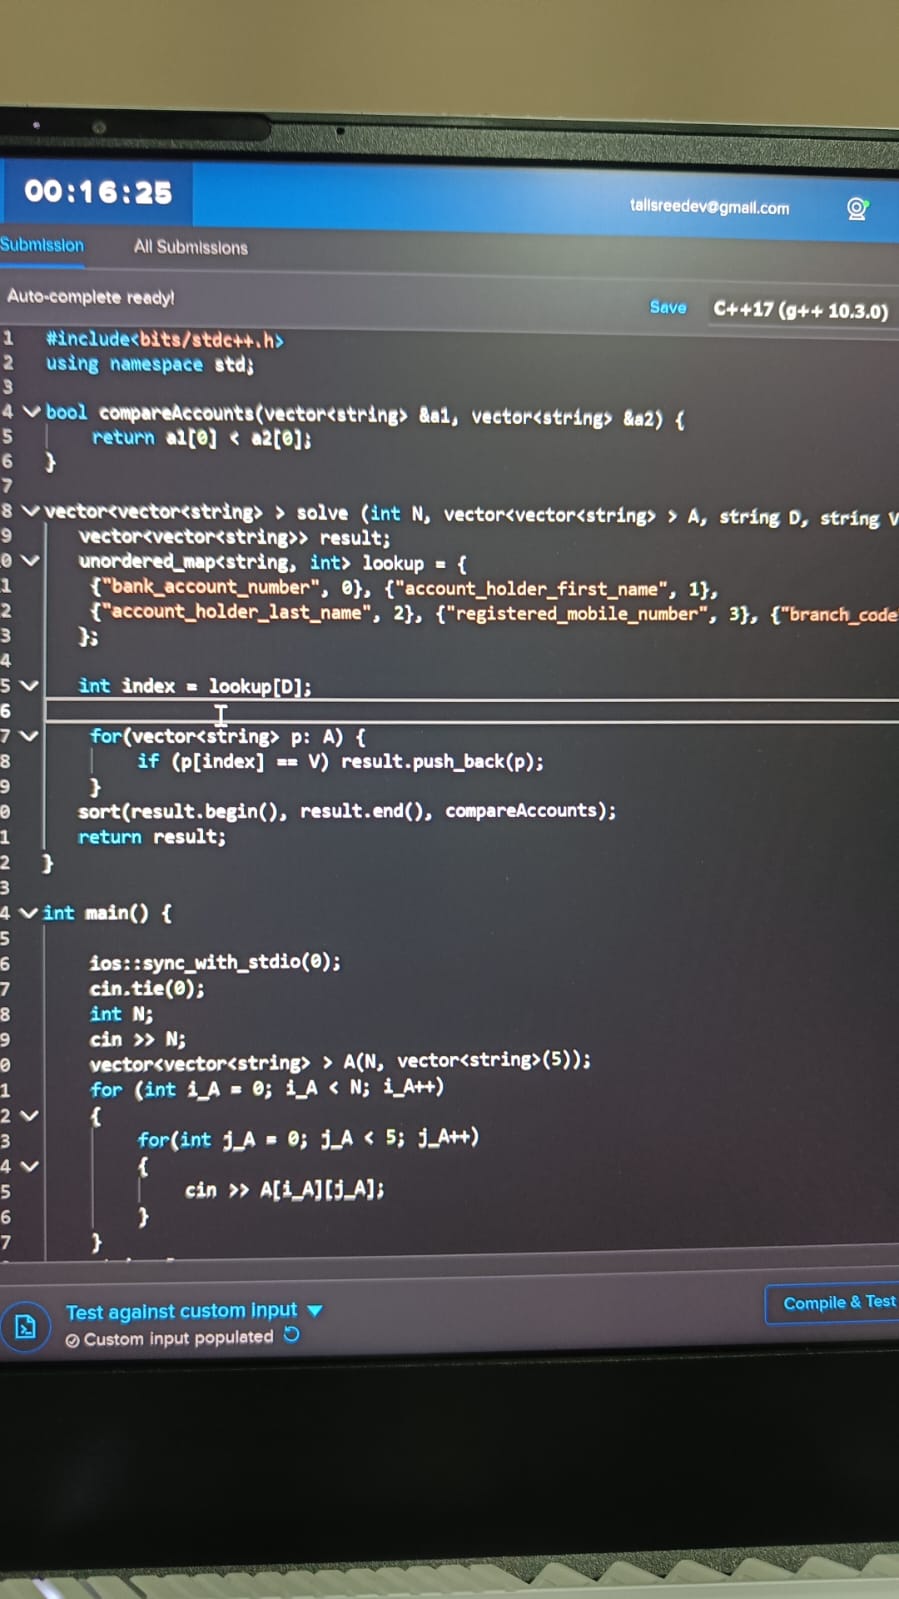 00:16:25
tallsreedev@gmail.com
Submission All Submissions
Auto-complete ready!
Save C++17 (g++ 10.3.0)
1 #include<bits/stdc++.h>
2 using namespace std;
3
4 bool compareAccounts(vector<string> &a1, vector<string> &a2) {
5 return a1[0] < a2[0];
6 }
7
8 vector<vector<string> > solve (int N, vector<vector<string> > A, string D, string V
9 vector<vector<string>> result;
0 unordered_map<string, int> lookup = {
1 {"bank_account_number", 0}, {"account_holder_first_name", 1},
2 {"account_holder_last_name", 2}, {"registered_mobile_number", 3}, {"branch_code
3 };
4
5 int index = lookup[D];
6
7 for(vector<string> p: A) {
8 if (p[index] == V) result.push_back(p);
9 }
0 sort(result.begin(), result.end(), compareAccounts);
1 return result;
2 }
3
4 int main() {
5
6 ios::sync_with_stdio(0);
7 cin.tie(0);
8 int N;
9 cin >> N;
0 vector<vector<string> > A(N, vector<string>(5));
1 for (int i_A = 0; i_A < N; i_A++)
2 {
3 for(int j_A = 0; j_A < 5; j_A++)
4 {
5 cin >> A[i_A][j_A];
6 }
7 }
Test against custom input
Custom input populated
Compile & Test